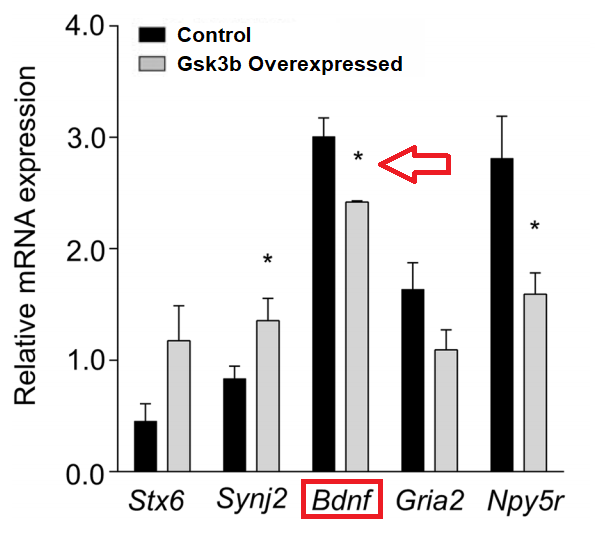 4.0
Control
Gsk3b Overexpressed
3.0
*
*
*
2.0
1.0
0.0
Relative mRNA expression
Stx6 Synj2 Bdnf Gria2 Npy5r